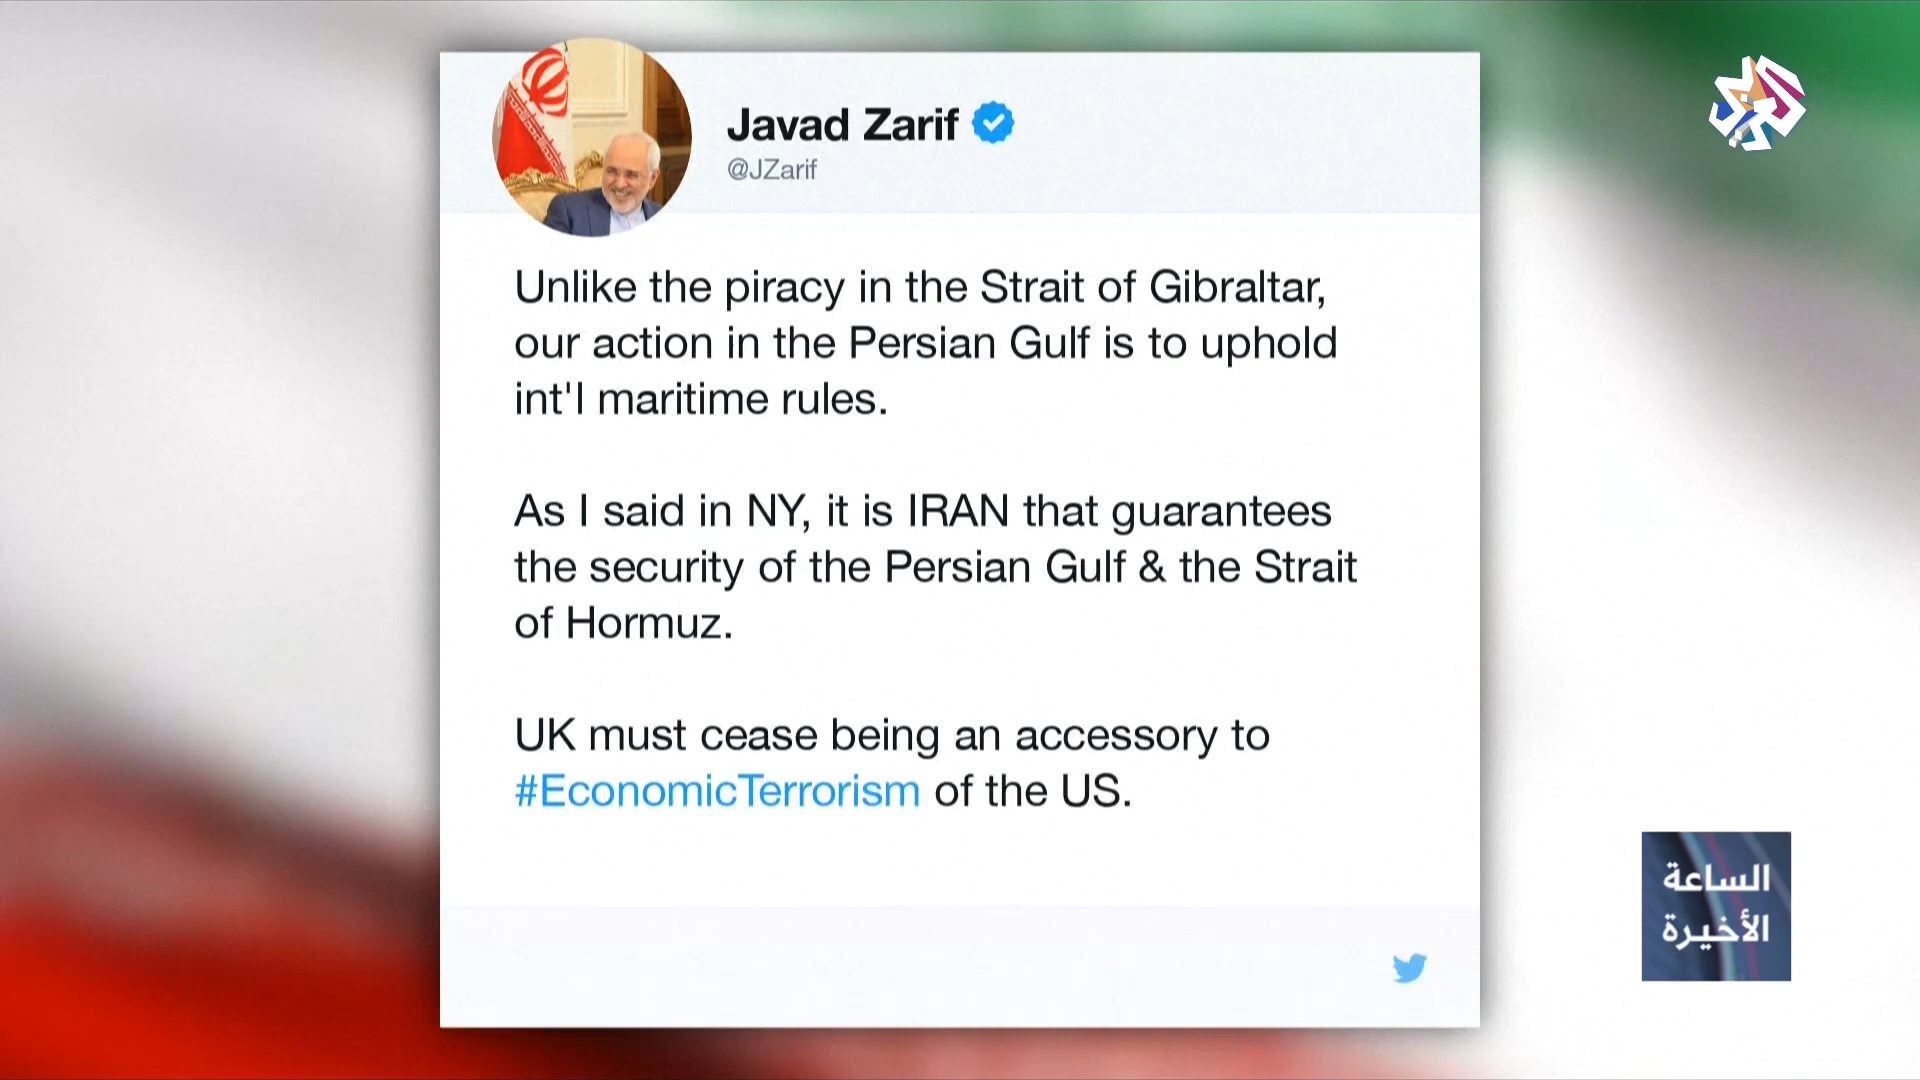 Javad Zarif
@JZarif
Unlike the piracy in the Strait of Gibraltar,
our action in the Persian Gulf is to uphold
int'l maritime rules.
As I said in NY, it is IRAN that guarantees
the security of the Persian Gulf & the Strait
of Hormuz.
UK must cease being an accessory to
#EconomicTerrorism of the US.
الساعة
الأخيرة